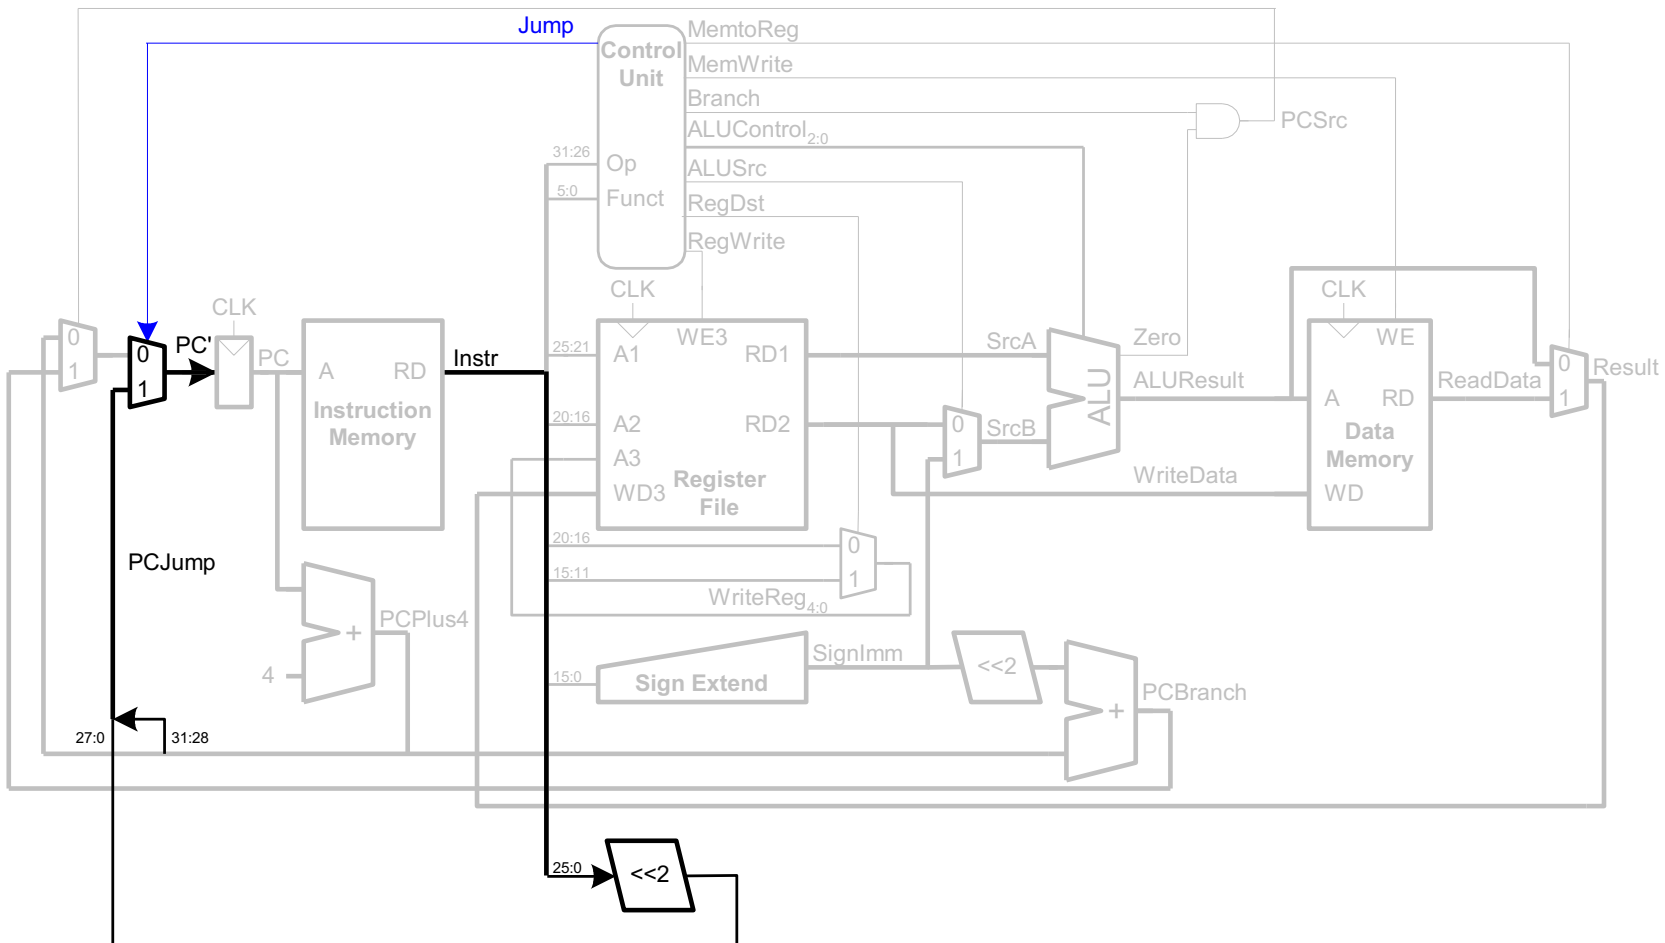 Jump
MemtoReg
Control
Unit
MemWrite
Branch
PCSrc
ALUControl2:0
31:26
Op
ALUSrc
5:0
Funct
RegDst
RegWrite
CLK
CLK
CLK
0
1
0
1
PC'
PC
A
RD
Instruction
Memory
Instr
25:21
A1
WE3
RD1
SrcA
Zero
WE
ALU
ALUResult
0
1
Result
ReadData
A
RD
Data
Memory
20:16
A2
RD2
0
1
SrcB
A3
WD3
Register
File
WriteData
WD
20:16
0
15:11
1
WriteReg4:0
PCJump
PCPlus4
+
4
15:0
Sign Extend
SignImm
<<2
+
PCBranch
27:0
31:28
25:0
<<2